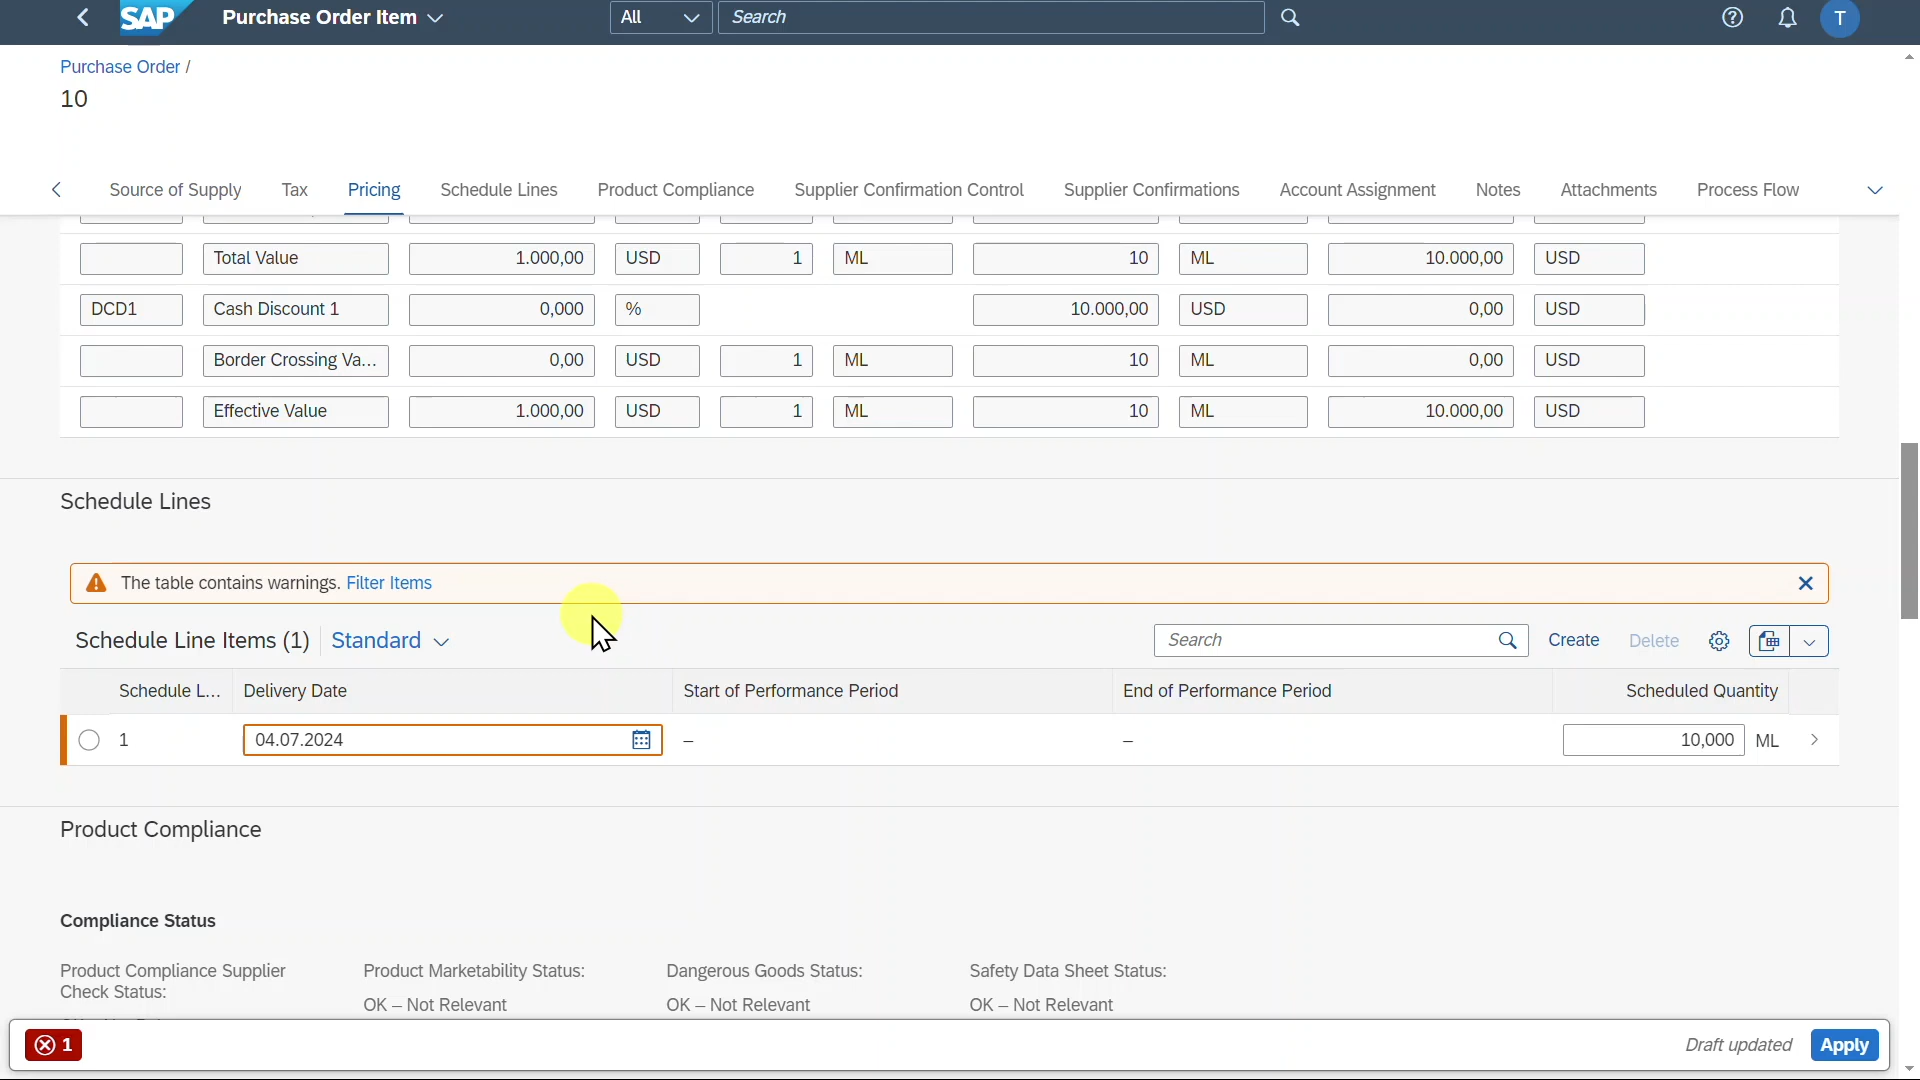 SAP Purchase Order Item All Search T
Purchase Order /
10
Source of Supply Tax Pricing Schedule Lines Product Compliance Supplier Confirmation Control Supplier Confirmations Account Assignment Notes Attachments Process Flow
Total Value 1.000,00 USD 1 ML 10 ML 10.000,00 USD
DCD1 Cash Discount 1 0,000 % 10.000,00 USD 0,00 USD
Border Crossing Va... 0,00 USD 1 ML 10 ML 0,00 USD
Effective Value 1.000,00 USD 1 ML 10 ML 10.000,00 USD
Schedule Lines
The table contains warnings. Filter Items
Schedule Line Items (1) Standard Search Create Delete
Schedule L... Delivery Date Start of Performance Period End of Performance Period Scheduled Quantity
1 04.07.2024 – – 10,000 ML
Product Compliance
Compliance Status
Product Compliance Supplier Product Marketability Status: Dangerous Goods Status: Safety Data Sheet Status:
Check Status:
OK – Not Relevant OK – Not Relevant OK – Not Relevant
1 Draft updated Apply